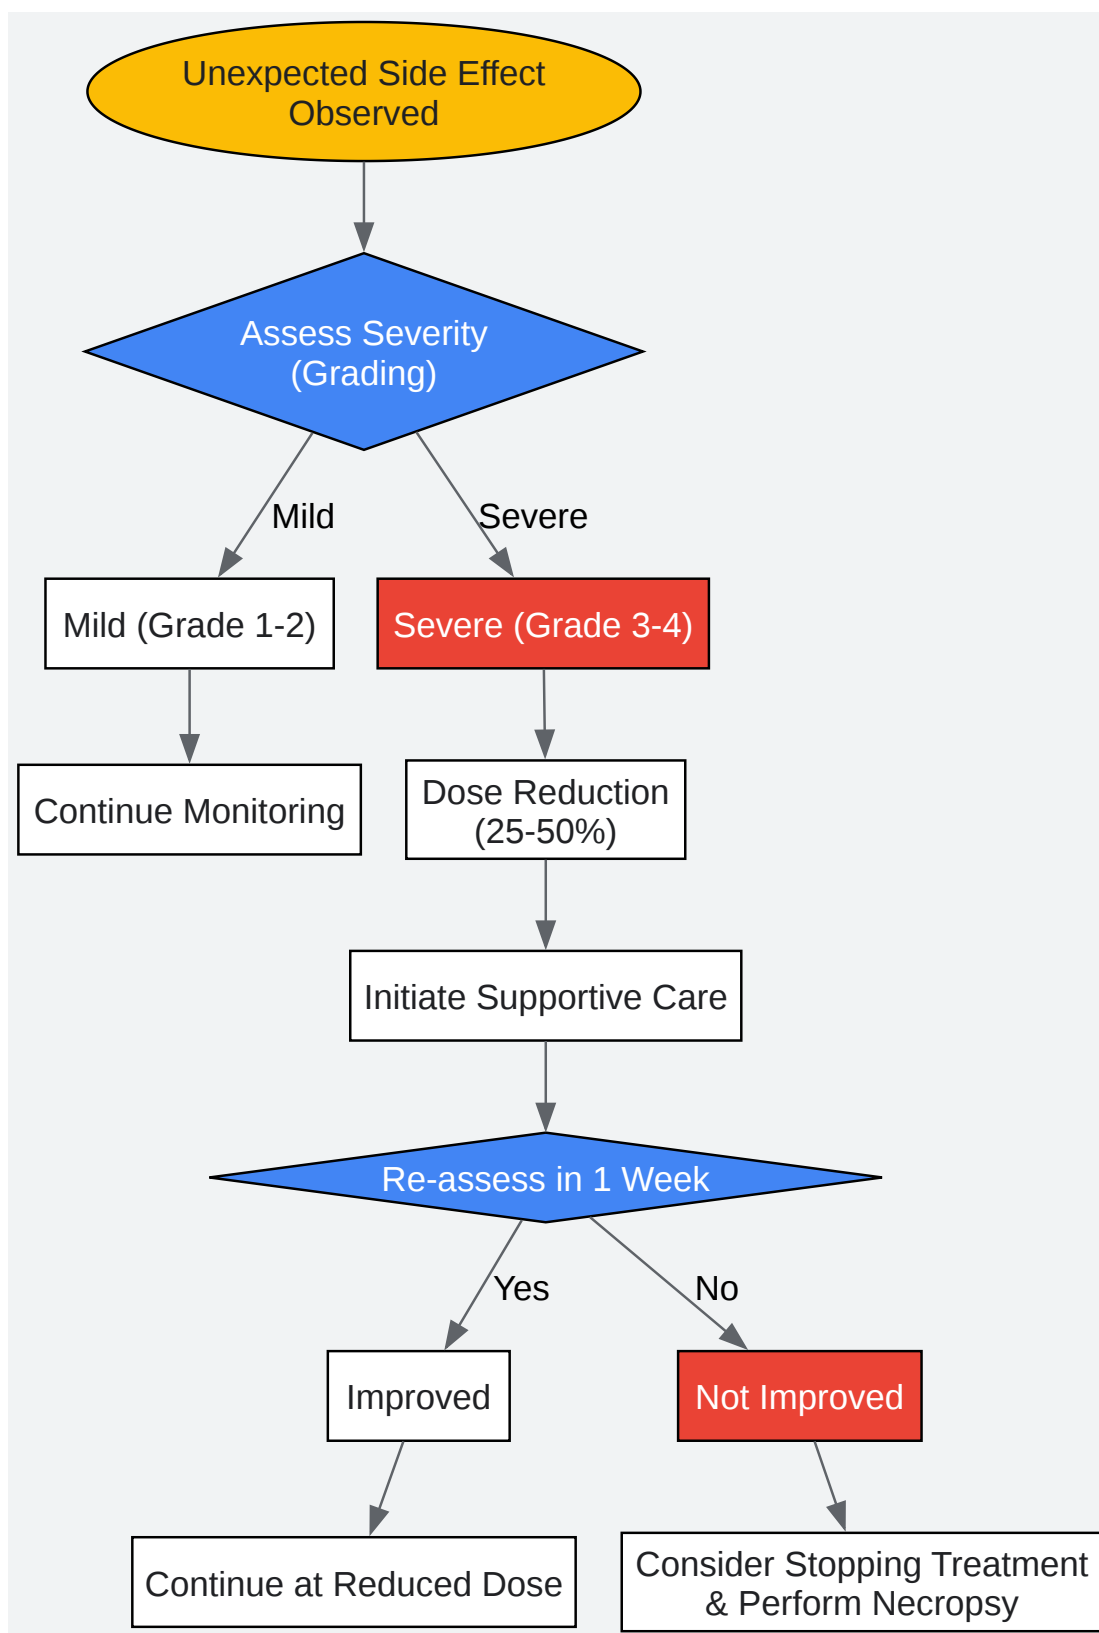 Unexpected Side Effect
Observed
Assess Severity
(Grading)
Mild
Severe
Mild (Grade 1-2)
Severe (Grade 3-4)
Continue Monitoring
Dose Reduction
(25-50%)
Initiate Supportive Care
Re-assess in 1 Week
Yes
No
Improved
Not Improved
Continue at Reduced Dose
Consider Stopping Treatment
& Perform Necropsy